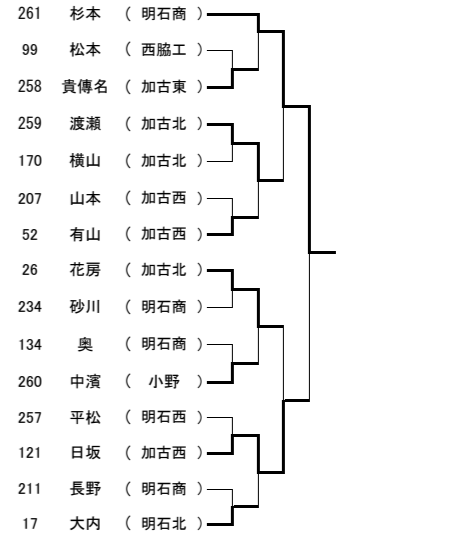 261 杉本 ( 明石商 )
99 松本 ( 西脇工 )
258 貴傳名 ( 加古東 )
259 渡瀬 ( 加古北 )
170 横山 ( 加古北 )
207 山本 ( 加古西 )
52 有山 ( 加古西 )
26 花房 ( 加古北 )
234 砂川 ( 明石商 )
134 奥 ( 明石商 )
260 中濱 ( 小野 )
257 平松 ( 明石西 )
121 日坂 ( 加古西 )
211 長野 ( 明石商 )
17 大内 ( 明石北 )